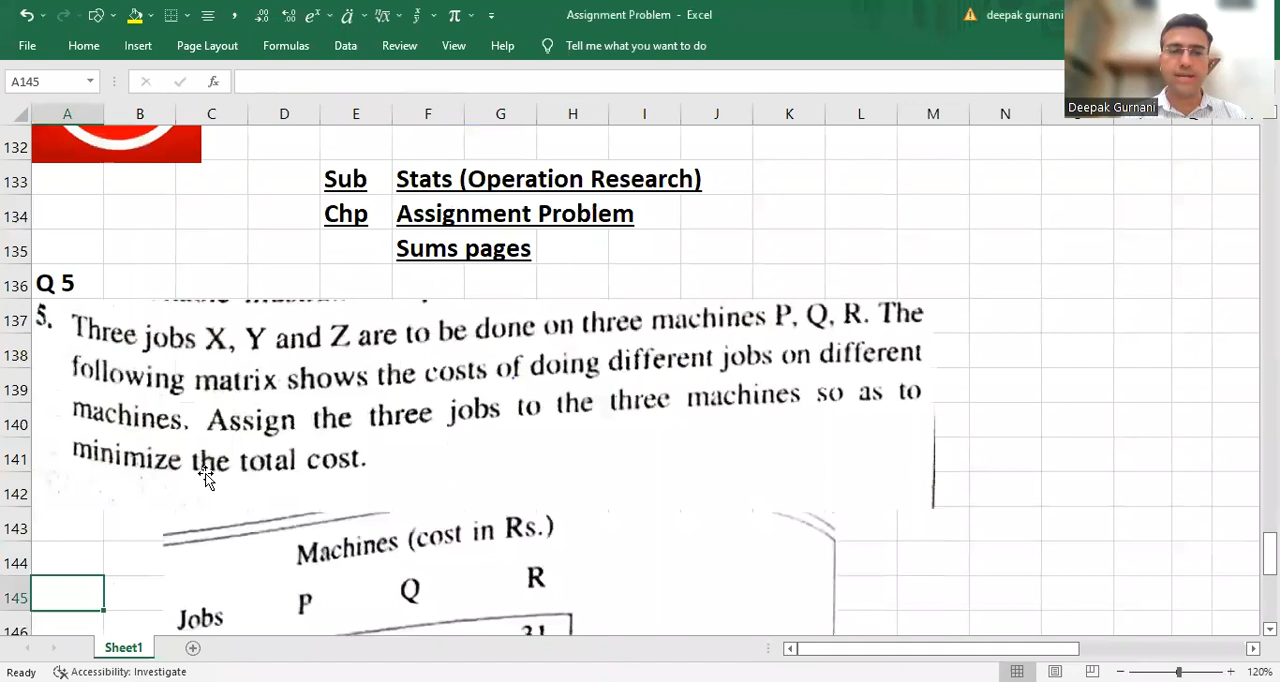 Assignment Problem - Excel
deepak gurnani
File Home Insert Page Layout Formulas Data Review View Help Tell me what you want to do
Deepak Gurnani
A145 fx
A B C D E F G H I J K L M N O
132
133 Sub Stats (Operation Research)
134 Chp Assignment Problem
135 Sums pages
136 Q 5
137
138
139
140
141
142
143
144
145
146
5. Three jobs X, Y and Z are to be done on three machines P, Q, R. The
following matrix shows the costs of doing different jobs on different
machines. Assign the three jobs to the three machines so as to
minimize the total cost.
Machines (cost in Rs.)
Jobs P Q R
Sheet1
Ready Accessibility: Investigate 120%